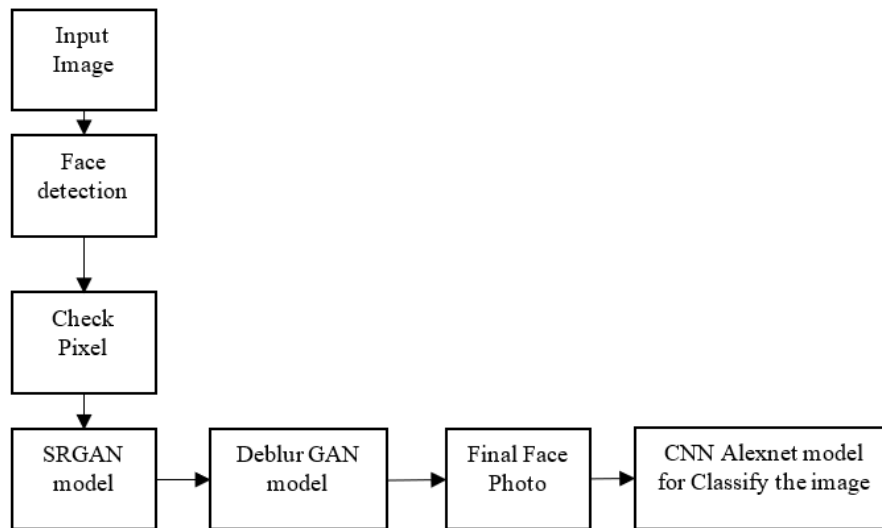 Input
Image
Face
detection
Check
Pixel
SRGAN
model
Deblur GAN
model
Final Face
Photo
CNN Alexnet model
for Classify the image